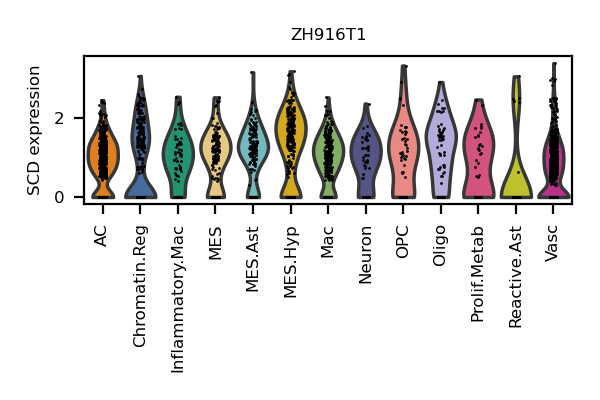 ZH916T1
SCD expression
2
0
AC
Chromatin.Reg
Inflammatory.Mac
MES
MES.Ast
MES.Hyp
Mac
Neuron
OPC
Oligo
Prolif.Metab
Reactive.Ast
Vasc